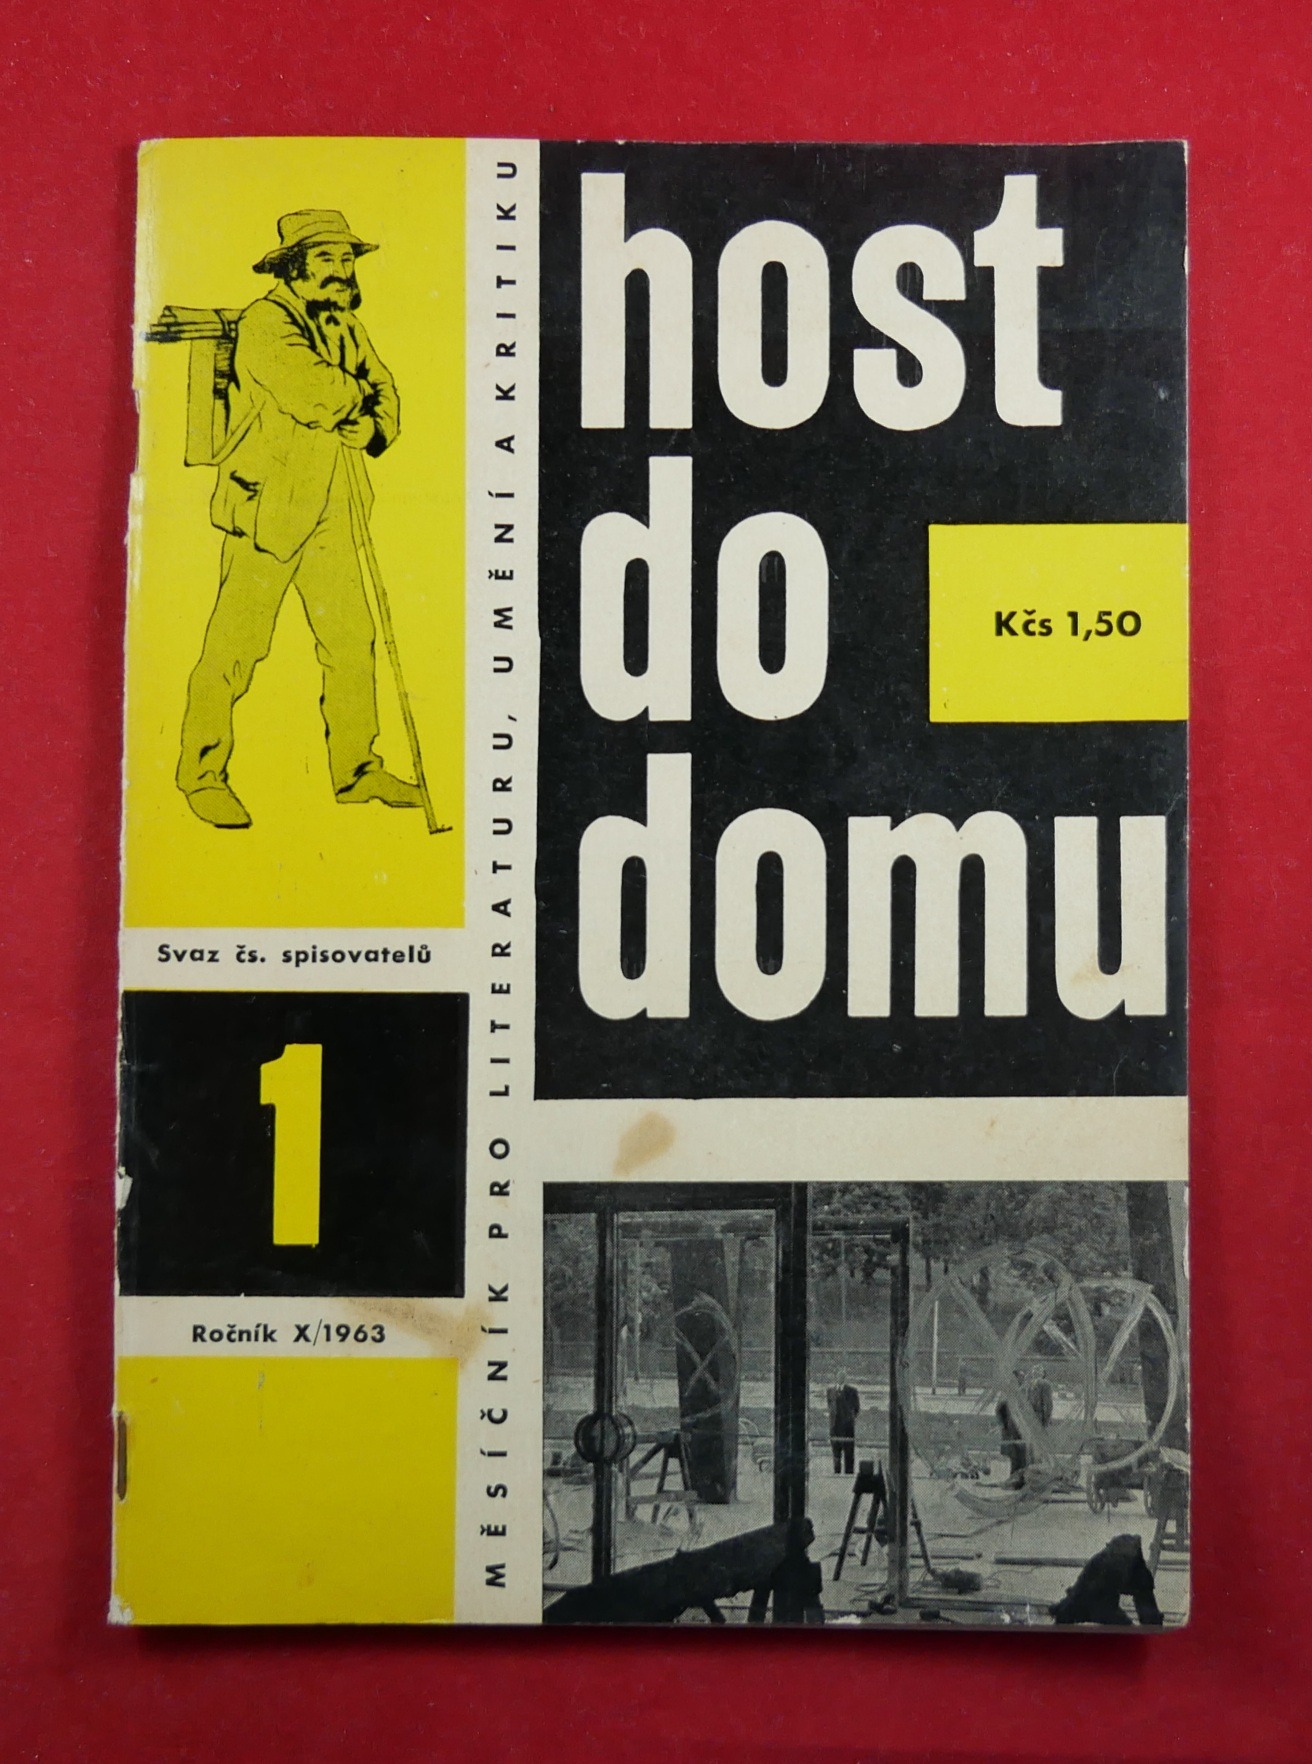 host
do
domu
Kčs 1,50
MĚSÍČNÍK PRO LITERATURU, UMĚNÍ A KRITIKU
Svaz čs. spisovatelů
1
Ročník X/1963